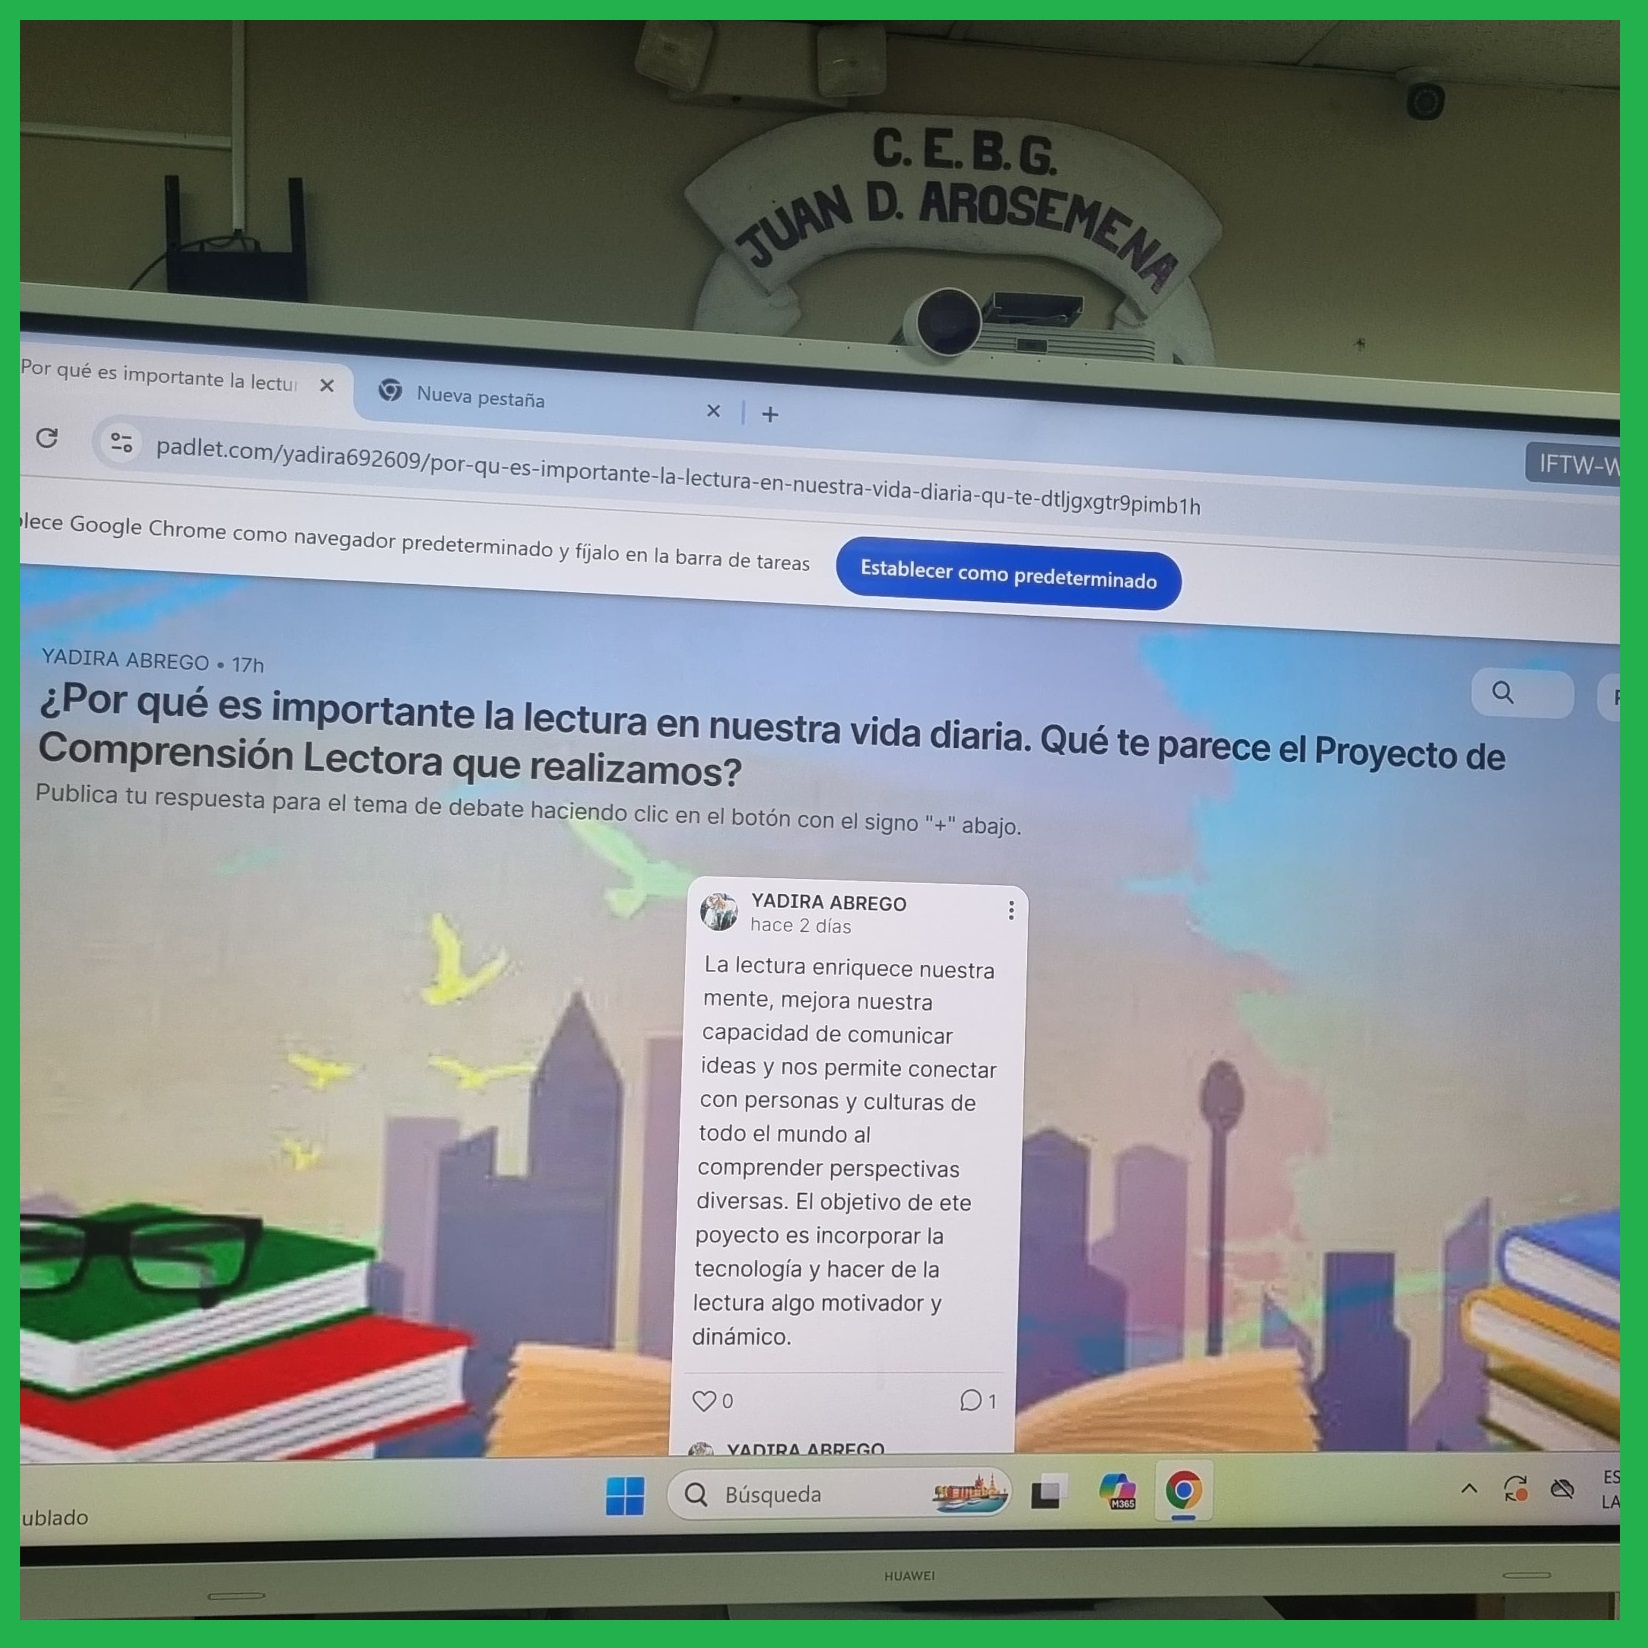 C. E. B. G.
JUAN D. AROSEMENA
Por qué es importante la lectu
Nueva pestaña
padlet.com/yadira692609/por-qu-es-importante-la-lectura-en-nuestra-vida-diaria-qu-te-dtljgxgtr9pimb1h
IFTW-W
lece Google Chrome como navegador predeterminado y fíjalo en la barra de tareas
Establecer como predeterminado
YADIRA ABREGO • 17h
¿Por qué es importante la lectura en nuestra vida diaria. Qué te parece el Proyecto de
Comprensión Lectora que realizamos?
Publica tu respuesta para el tema de debate haciendo clic en el botón con el signo "+" abajo.
YADIRA ABREGO
hace 2 días
La lectura enriquece nuestra
mente, mejora nuestra
capacidad de comunicar
ideas y nos permite conectar
con personas y culturas de
todo el mundo al
comprender perspectivas
diversas. El objetivo de ete
poyecto es incorporar la
tecnología y hacer de la
lectura algo motivador y
dinámico.
0
1
YADIRA ABREGO
ublado
Búsqueda
M365
ES
LA
HUAWEI